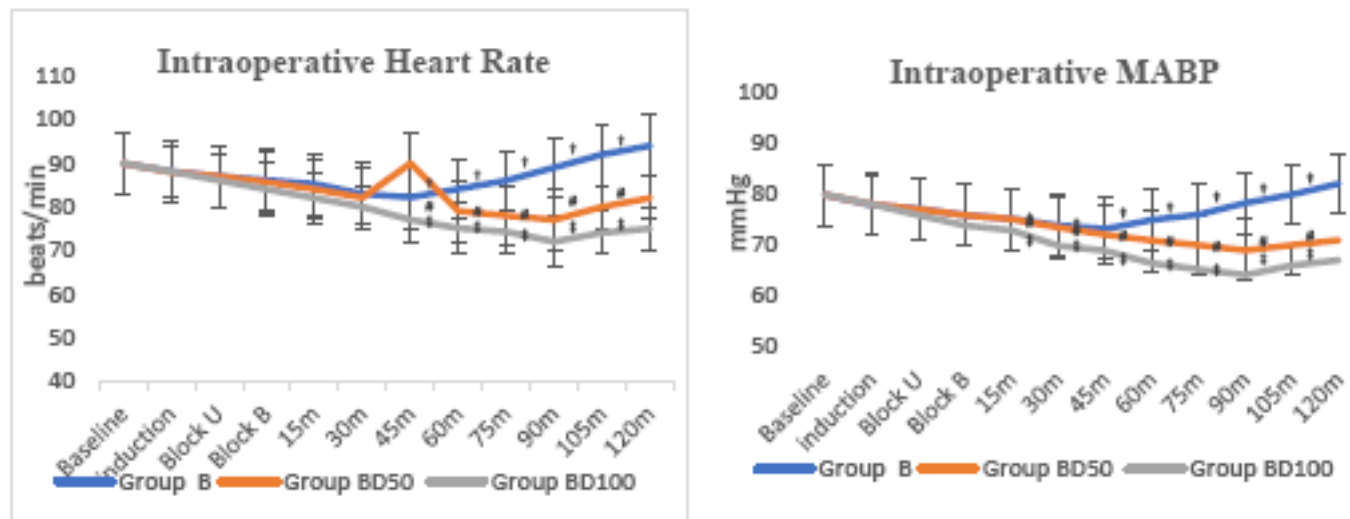 Intraoperative Heart Rate
110
100
90
80
70
60
50
40
beats/min
Baseline
induction
Block U
Block B
15m
30m
45m
60m
75m
90m
105m
120m
Group B
Group BD50
Group BD100
Intraoperative MABP
100
90
80
70
60
50
mmHg
Baseline
induction
Block U
Block B
15m
30m
45m
60m
75m
90m
105m
120m
Group B
Group BD50
Group BD100